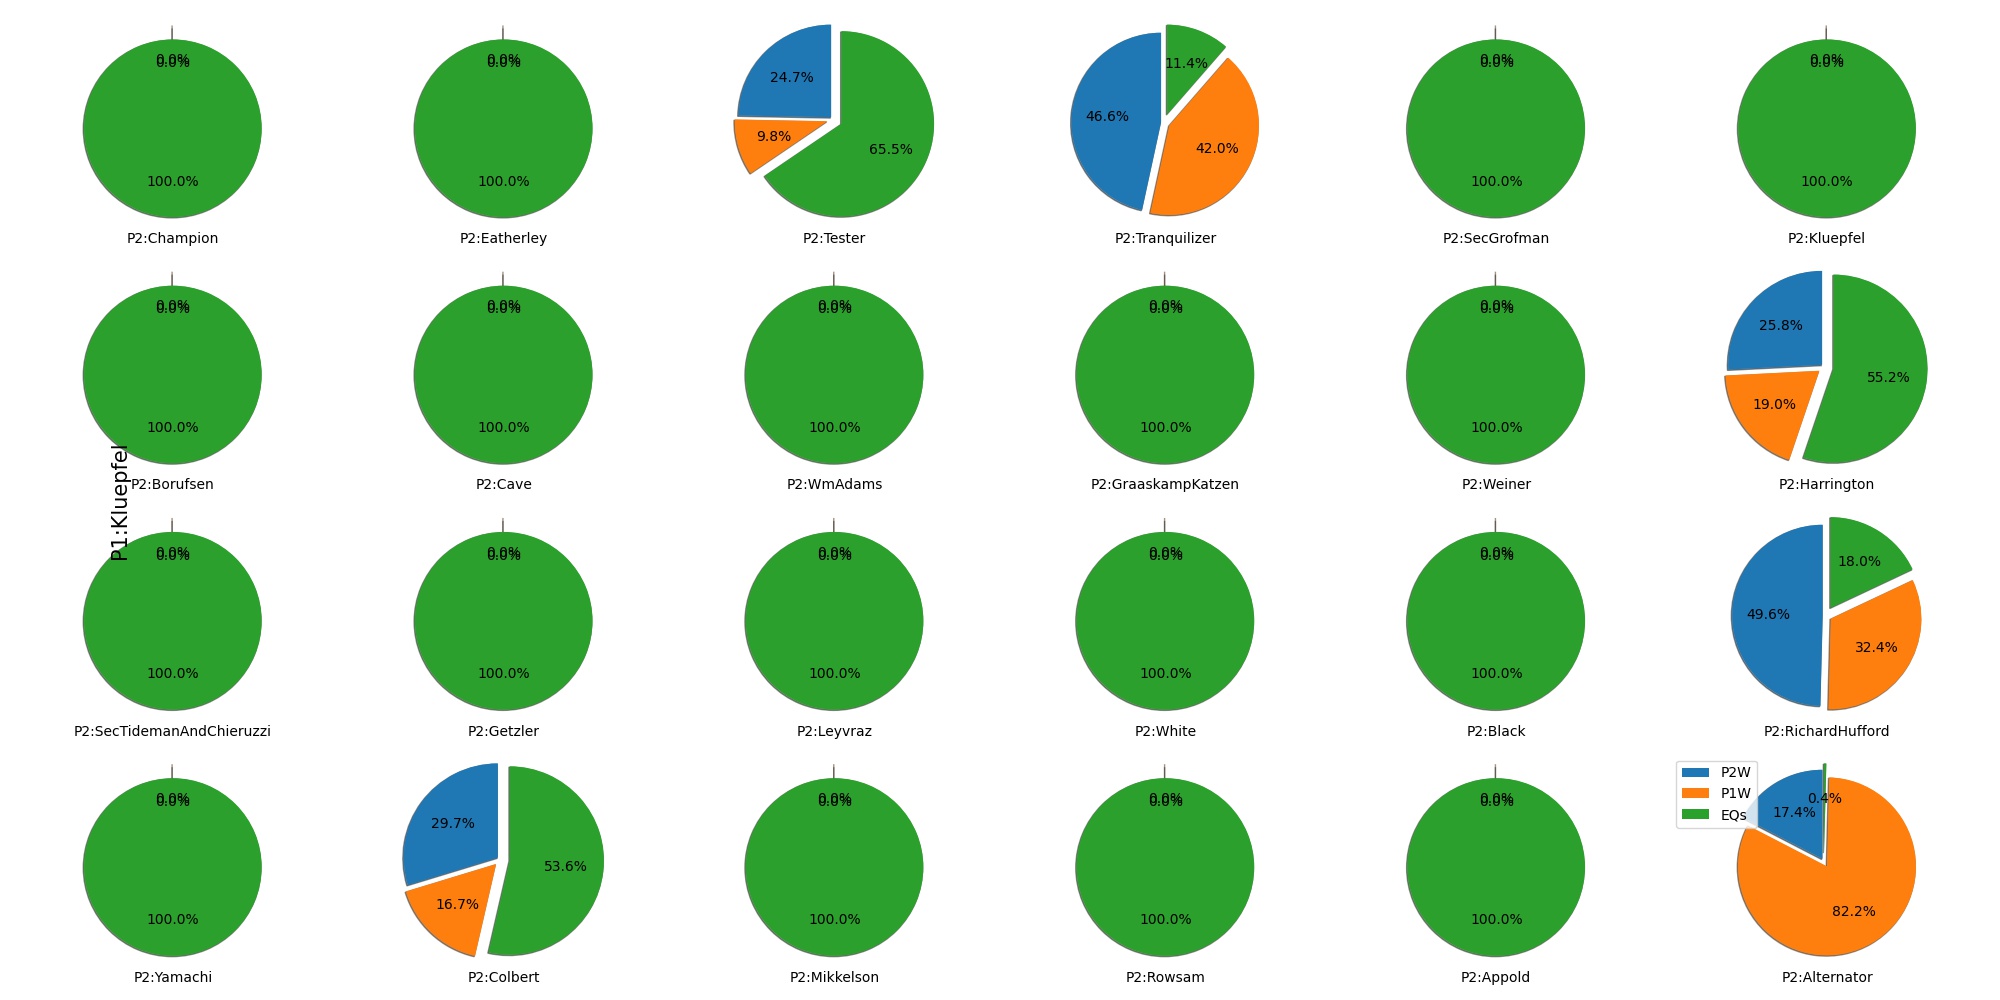 0.0%
0.0%
100.0%
P2:Champion
0.0%
0.0%
100.0%
P2:Eatherley
24.7%
9.8%
65.5%
P2:Tester
11.4%
46.6%
42.0%
P2:Tranquilizer
0.0%
0.0%
100.0%
P2:SecGrofman
0.0%
0.0%
100.0%
P2:Kluepfel
0.0%
0.0%
100.0%
P2:Borufsen
0.0%
0.0%
100.0%
P2:Cave
0.0%
0.0%
100.0%
P2:WmAdams
0.0%
0.0%
100.0%
P2:GraaskampKatzen
0.0%
0.0%
100.0%
P2:Weiner
25.8%
19.0%
55.2%
P2:Harrington
P1:Kluepfel
0.0%
0.0%
100.0%
P2:SecTidemanAndChieruzzi
0.0%
0.0%
100.0%
P2:Getzler
0.0%
0.0%
100.0%
P2:Leyvraz
0.0%
0.0%
100.0%
P2:White
0.0%
0.0%
100.0%
P2:Black
18.0%
49.6%
32.4%
P2:RichardHufford
0.0%
0.0%
100.0%
P2:Yamachi
29.7%
16.7%
53.6%
P2:Colbert
0.0%
0.0%
100.0%
P2:Mikkelson
0.0%
0.0%
100.0%
P2:Rowsam
0.0%
0.0%
100.0%
P2:Appold
P2W
P1W
EQs
0.4%
17.4%
82.2%
P2:Alternator